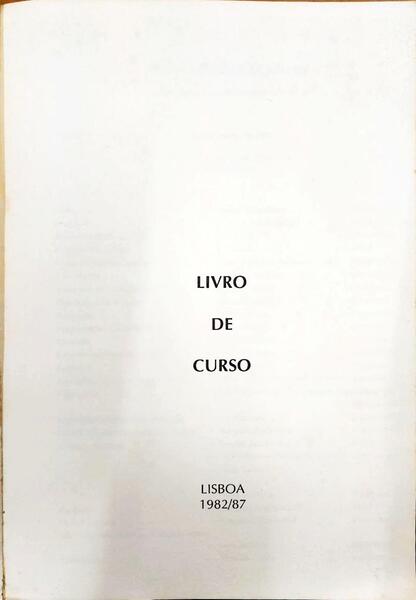 LIVRO
DE
CURSO
LISBOA
1982/87